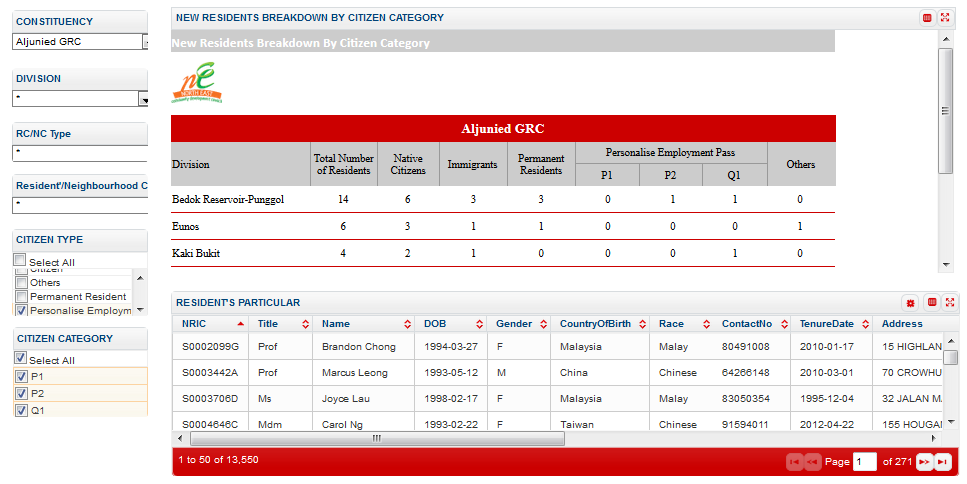 CONSTITUENCY
Aljunied GRC
DIVISION
*
RC/NC Type
*
Resident'/Neighbourhood C
*
CITIZEN TYPE
Select All
Citizen
Others
Permanent Resident
Personalise Employm
CITIZEN CATEGORY
Select All
P1
P2
Q1
NEW RESIDENTS BREAKDOWN BY CITIZEN CATEGORY
New Residents Breakdown By Citizen Category
NORTH EAST
Aljunied GRC
Division Total Number of Residents Native Citizens Immigrants Permanent Residents Personalise Employment Pass Others
P1 P2 Q1
Bedok Reservoir-Punggol 14 6 3 3 0 1 1 0
Eunos 6 3 1 1 0 0 0 1
Kaki Bukit 4 2 1 0 0 0 1 0
RESIDENT'S PARTICULAR
NRIC Title Name DOB Gender CountryOfBirth Race ContactNo TenureDate Address
S0002099G Prof Brandon Chong 1994-03-27 F Malaysia Malay 80491008 2010-01-17 15 HIGHLAN
S0003442A Prof Marcus Leong 1993-05-12 M China Chinese 64266148 2010-03-01 70 CROWHU
S0003706D Ms Joyce Lau 1998-02-17 F Malaysia Malay 83050354 1995-12-04 32 JALAN M
S0004646C Mdm Carol Ng 1993-02-22 F Taiwan Chinese 91594011 2012-04-22 155 HOUGA
1 to 50 of 13,550
Page 1 of 271